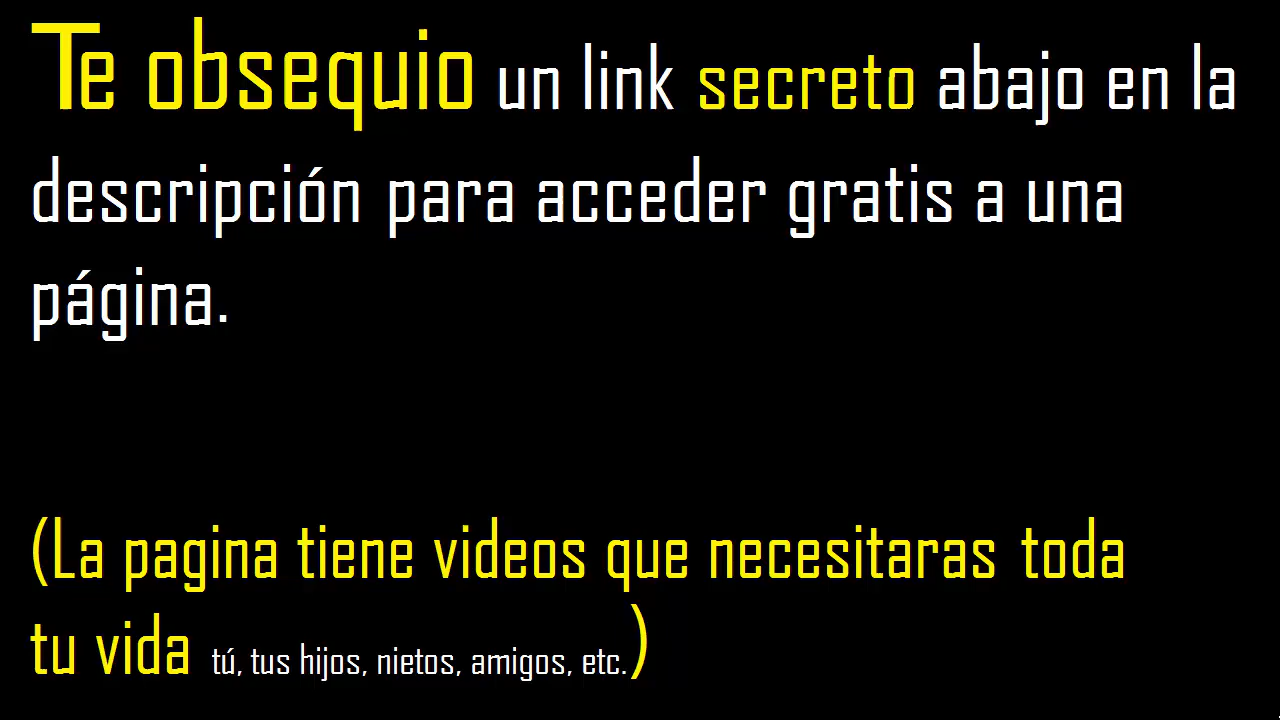 Te obsequio un link secreto abajo en la
descripción para acceder gratis a una
página.
(La pagina tiene videos que necesitaras toda
tu vida tú, tus hijos, nietos, amigos, etc.)